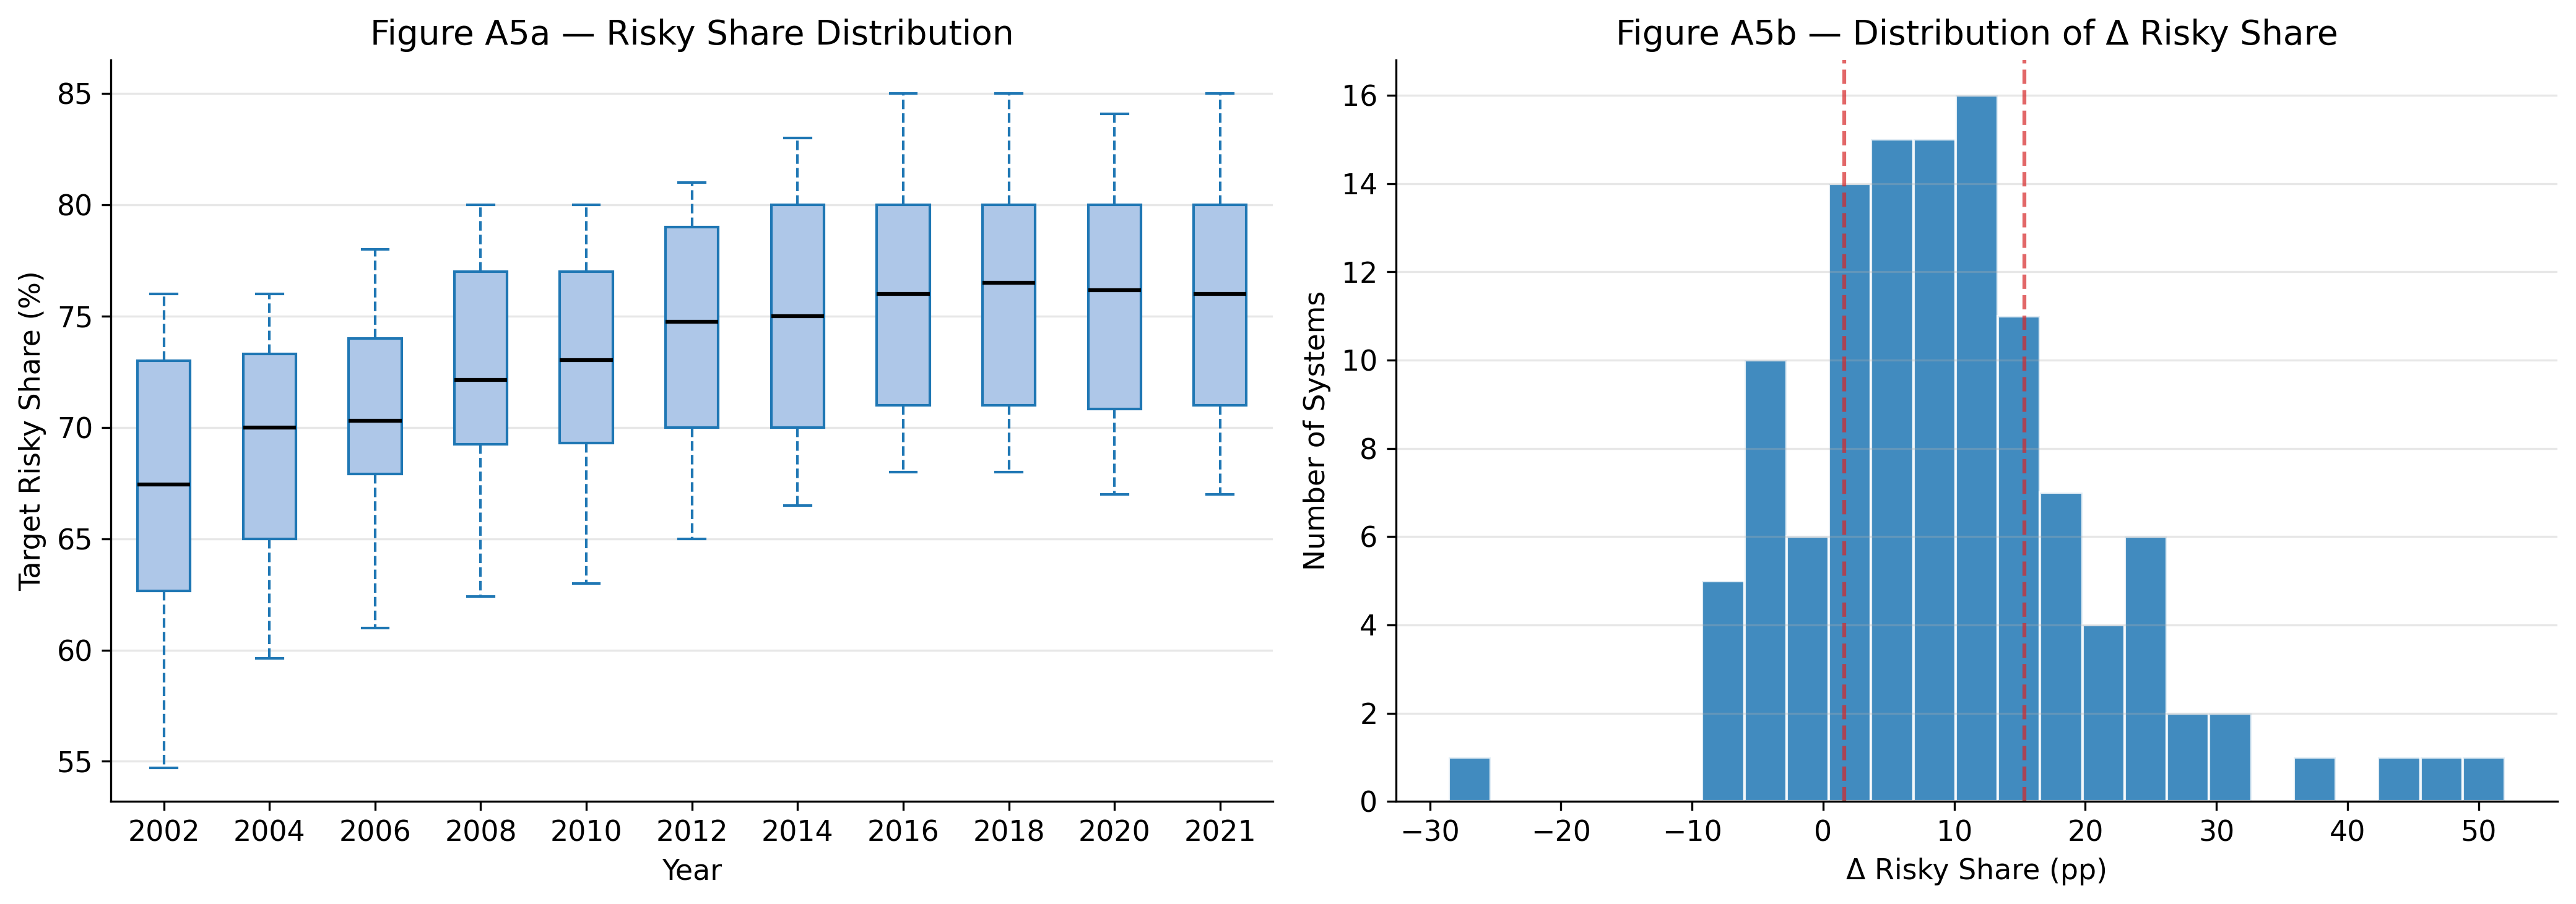 Figure A5a — Risky Share Distribution
Target Risky Share (%)
85
80
75
70
65
60
55
2002 2004 2006 2008 2010 2012 2014 2016 2018 2020 2021
Year
Figure A5b — Distribution of Δ Risky Share
Number of Systems
16
14
12
10
8
6
4
2
0
−30 −20 −10 0 10 20 30 40 50
Δ Risky Share (pp)